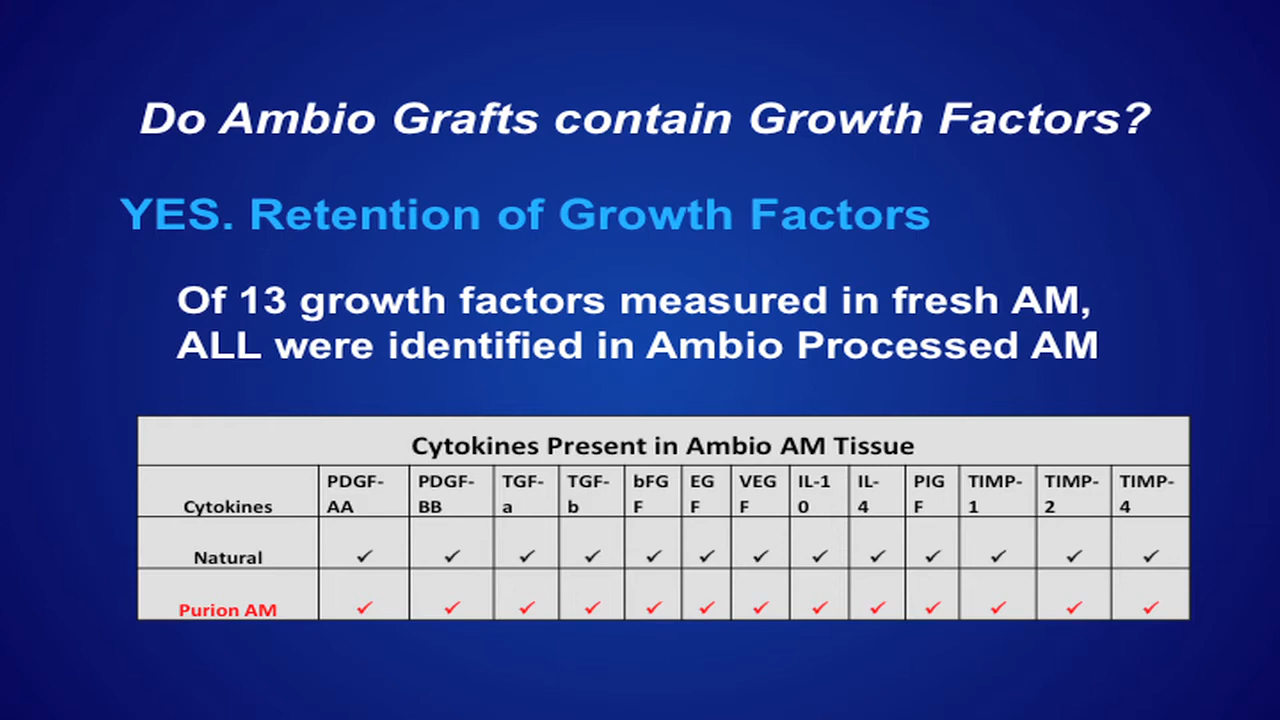 Do Ambio Grafts contain Growth Factors?
YES. Retention of Growth Factors
Of 13 growth factors measured in fresh AM,
ALL were identified in Ambio Processed AM
Cytokines Present in Ambio AM Tissue
Cytokines PDGF-AA PDGF-BB TGF-a TGF-b bFGF EGF VEGF IL-10 IL-4 PIGF TIMP-1 TIMP-2 TIMP-4
Natural ✓ ✓ ✓ ✓ ✓ ✓ ✓ ✓ ✓ ✓ ✓ ✓ ✓
Purion AM ✓ ✓ ✓ ✓ ✓ ✓ ✓ ✓ ✓ ✓ ✓ ✓ ✓